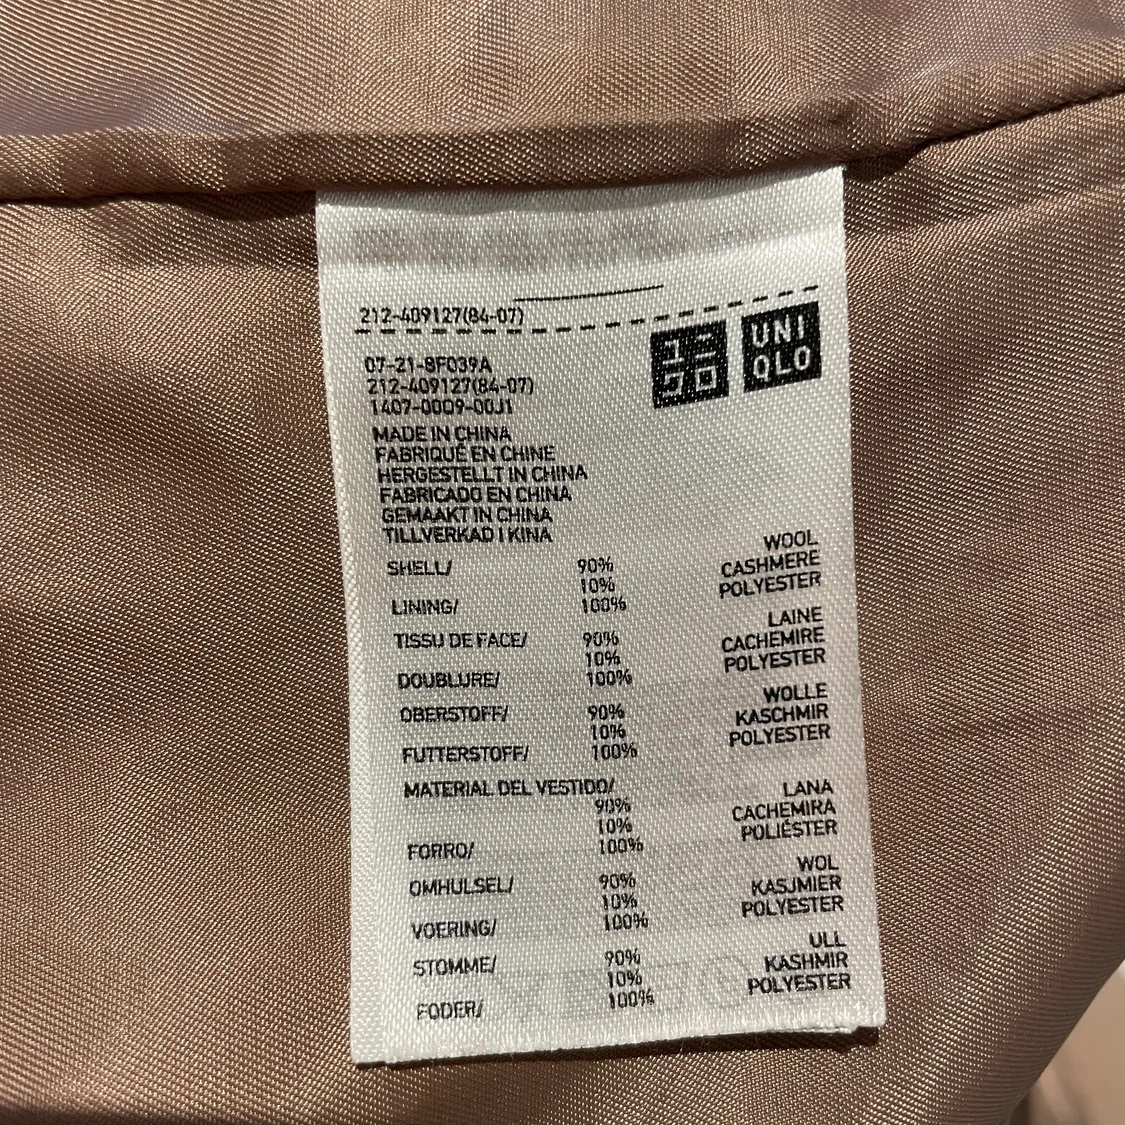 212-409127(84-07)
07-21-8F039A
212-409127(84-07)
1407-0009-00J1
ユニ
クロ
UNI
QLO
MADE IN CHINA
FABRIQUÉ EN CHINE
HERGESTELLT IN CHINA
FABRICADO EN CHINA
GEMAAKT IN CHINA
TILLVERKAD I KINA
SHELL/ 90% WOOL
10% CASHMERE
LINING/ 100% POLYESTER
TISSU DE FACE/ 90% LAINE
10% CACHEMIRE
DOUBLURE/ 100% POLYESTER
OBERSTOFF/ 90% WOLLE
10% KASCHMIR
FUTTERSTOFF/ 100% POLYESTER
MATERIAL DEL VESTIDO/
90% LANA
10% CACHEMIRA
FORRO/ 100% POLIÉSTER
OMHULSEL/ 90% WOL
10% KASJMIER
VOERING/ 100% POLYESTER
STOMME/ 90% ULL
10% KASHMIR
FODER/ 100% POLYESTER